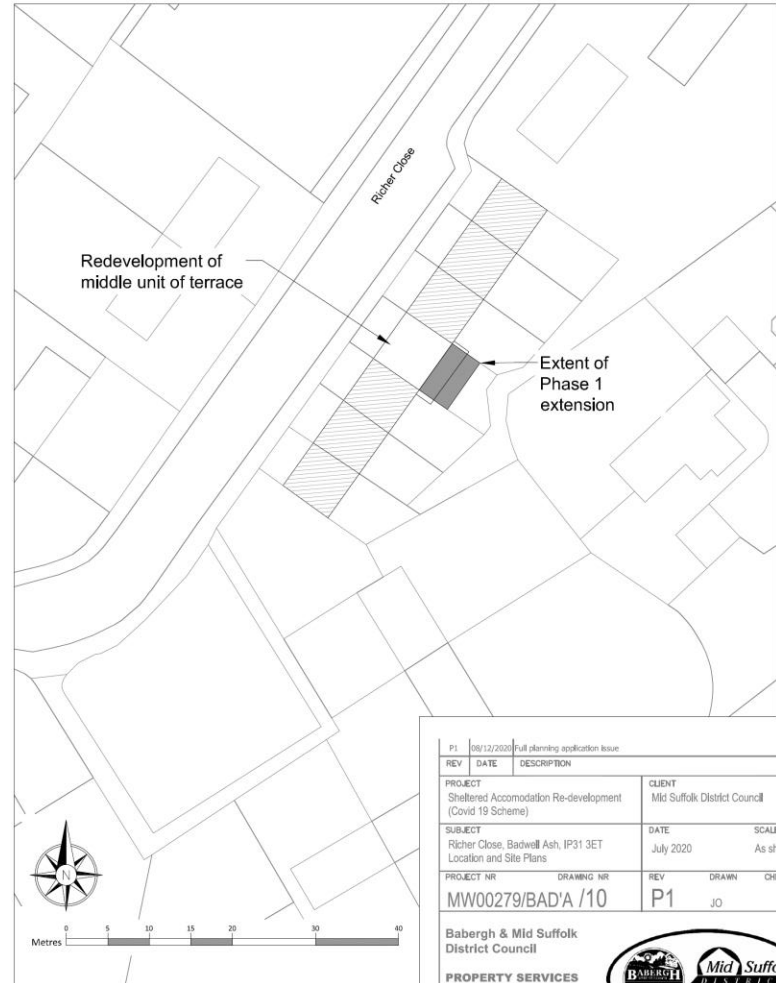 Richer Close
Redevelopment of
middle unit of terrace
Extent of
Phase 1
extension
N
Metres 0 5 10 15 20 30 40
P1 08/12/2020 Full planning application issue
REV DATE DESCRIPTION
PROJECT CLIENT
Sheltered Accomodation Re-development Mid Suffolk District Council
(Covid 19 Scheme)
SUBJECT DATE
Richer Close, Badwell Ash, IP31 3ET July 2020 As
Location and Site Plans
PROJECT NR DRAWING NR REV DRAWN
MW00279/BAD'A /10 P1 JO
Babergh & Mid Suffolk
District Council
PROPERTY SERVICES
BABERGH Mid